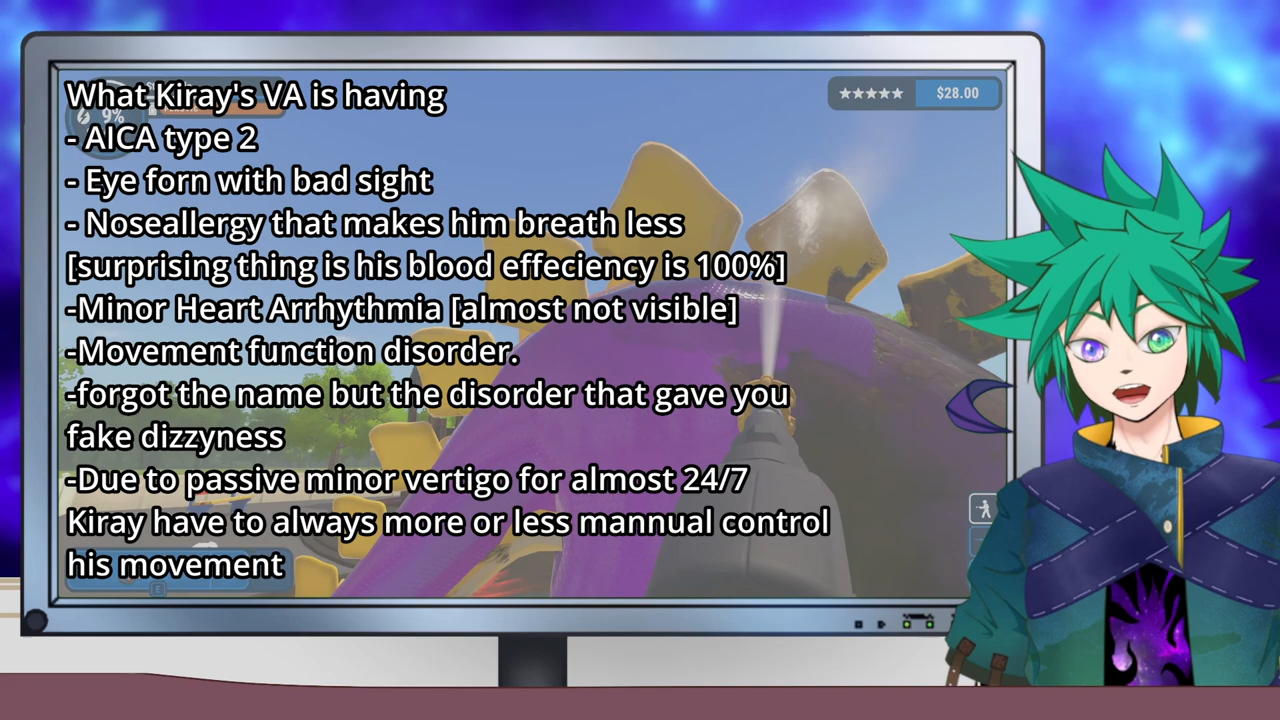 What Kiray's VA is having
★★★★★ $28.00
9%
- AICA type 2
- Eye forn with bad sight
- Noseallergy that makes him breath less
[surprising thing is his blood effeciency is 100%]
-Minor Heart Arrhythmia [almost not visible]
-Movement function disorder.
-forgot the name but the disorder that gave you
fake dizzyness
-Due to passive minor vertigo for almost 24/7
Kiray have to always more or less mannual control
his movement
E